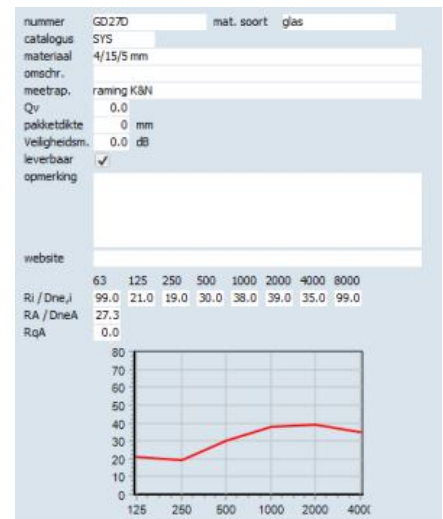 nummer GD27D mat. soort glas
catalogus SYS
materiaal 4/15/5 mm
omschr.
meetrap. raming K&N
Qv 0.0
pakketdikte 0 mm
Veiligheidsm. 0.0 dB
leverbaar ✓
opmerking
website
63 125 250 500 1000 2000 4000 8000
Ri / Dne,i 99.0 21.0 19.0 30.0 38.0 39.0 35.0 99.0
RA / DneA 27.3
RqA 0.0
80
70
60
50
40
30
20
10
0
125 250 500 1000 2000 400(